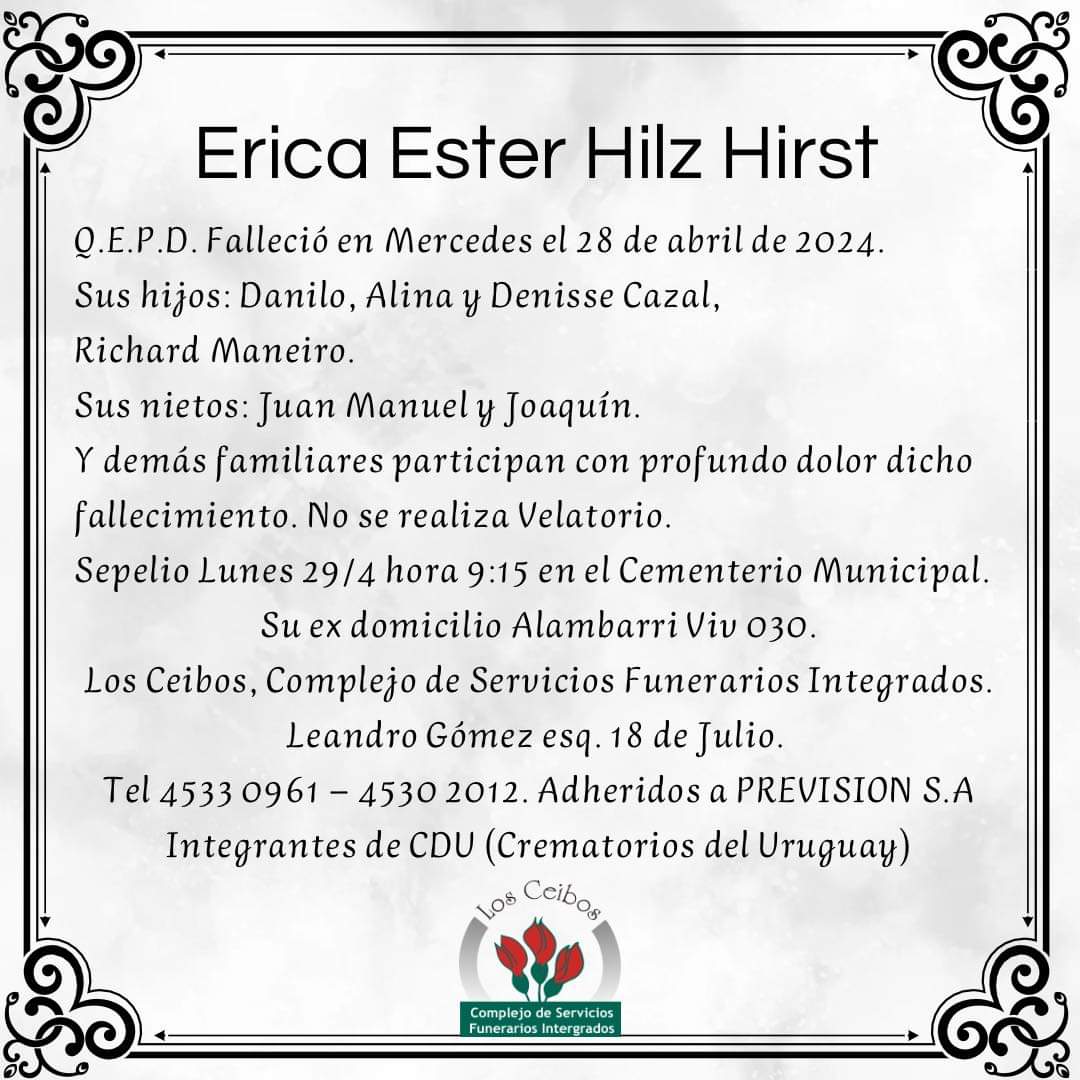 Erica Ester Hilz Hirst
Q.E.P.D. Falleció en Mercedes el 28 de abril de 2024.
Sus hijos: Danilo, Alina y Denisse Cazal,
Richard Maneiro.
Sus nietos: Juan Manuel y Joaquín.
Y demás familiares participan con profundo dolor dicho
fallecimiento. No se realiza Velatorio.
Sepelio Lunes 29/4 hora 9:15 en el Cementerio Municipal.
Su ex domicilio Alambarri Viv 030.
Los Ceibos, Complejo de Servicios Funerarios Integrados.
Leandro Gómez esq. 18 de Julio.
Tel 4533 0961 – 4530 2012. Adheridos a PREVISION S.A
Integrantes de CDU (Crematorios del Uruguay)
Los Ceibos
Complejo de Servicios
Funerarios Intergrados